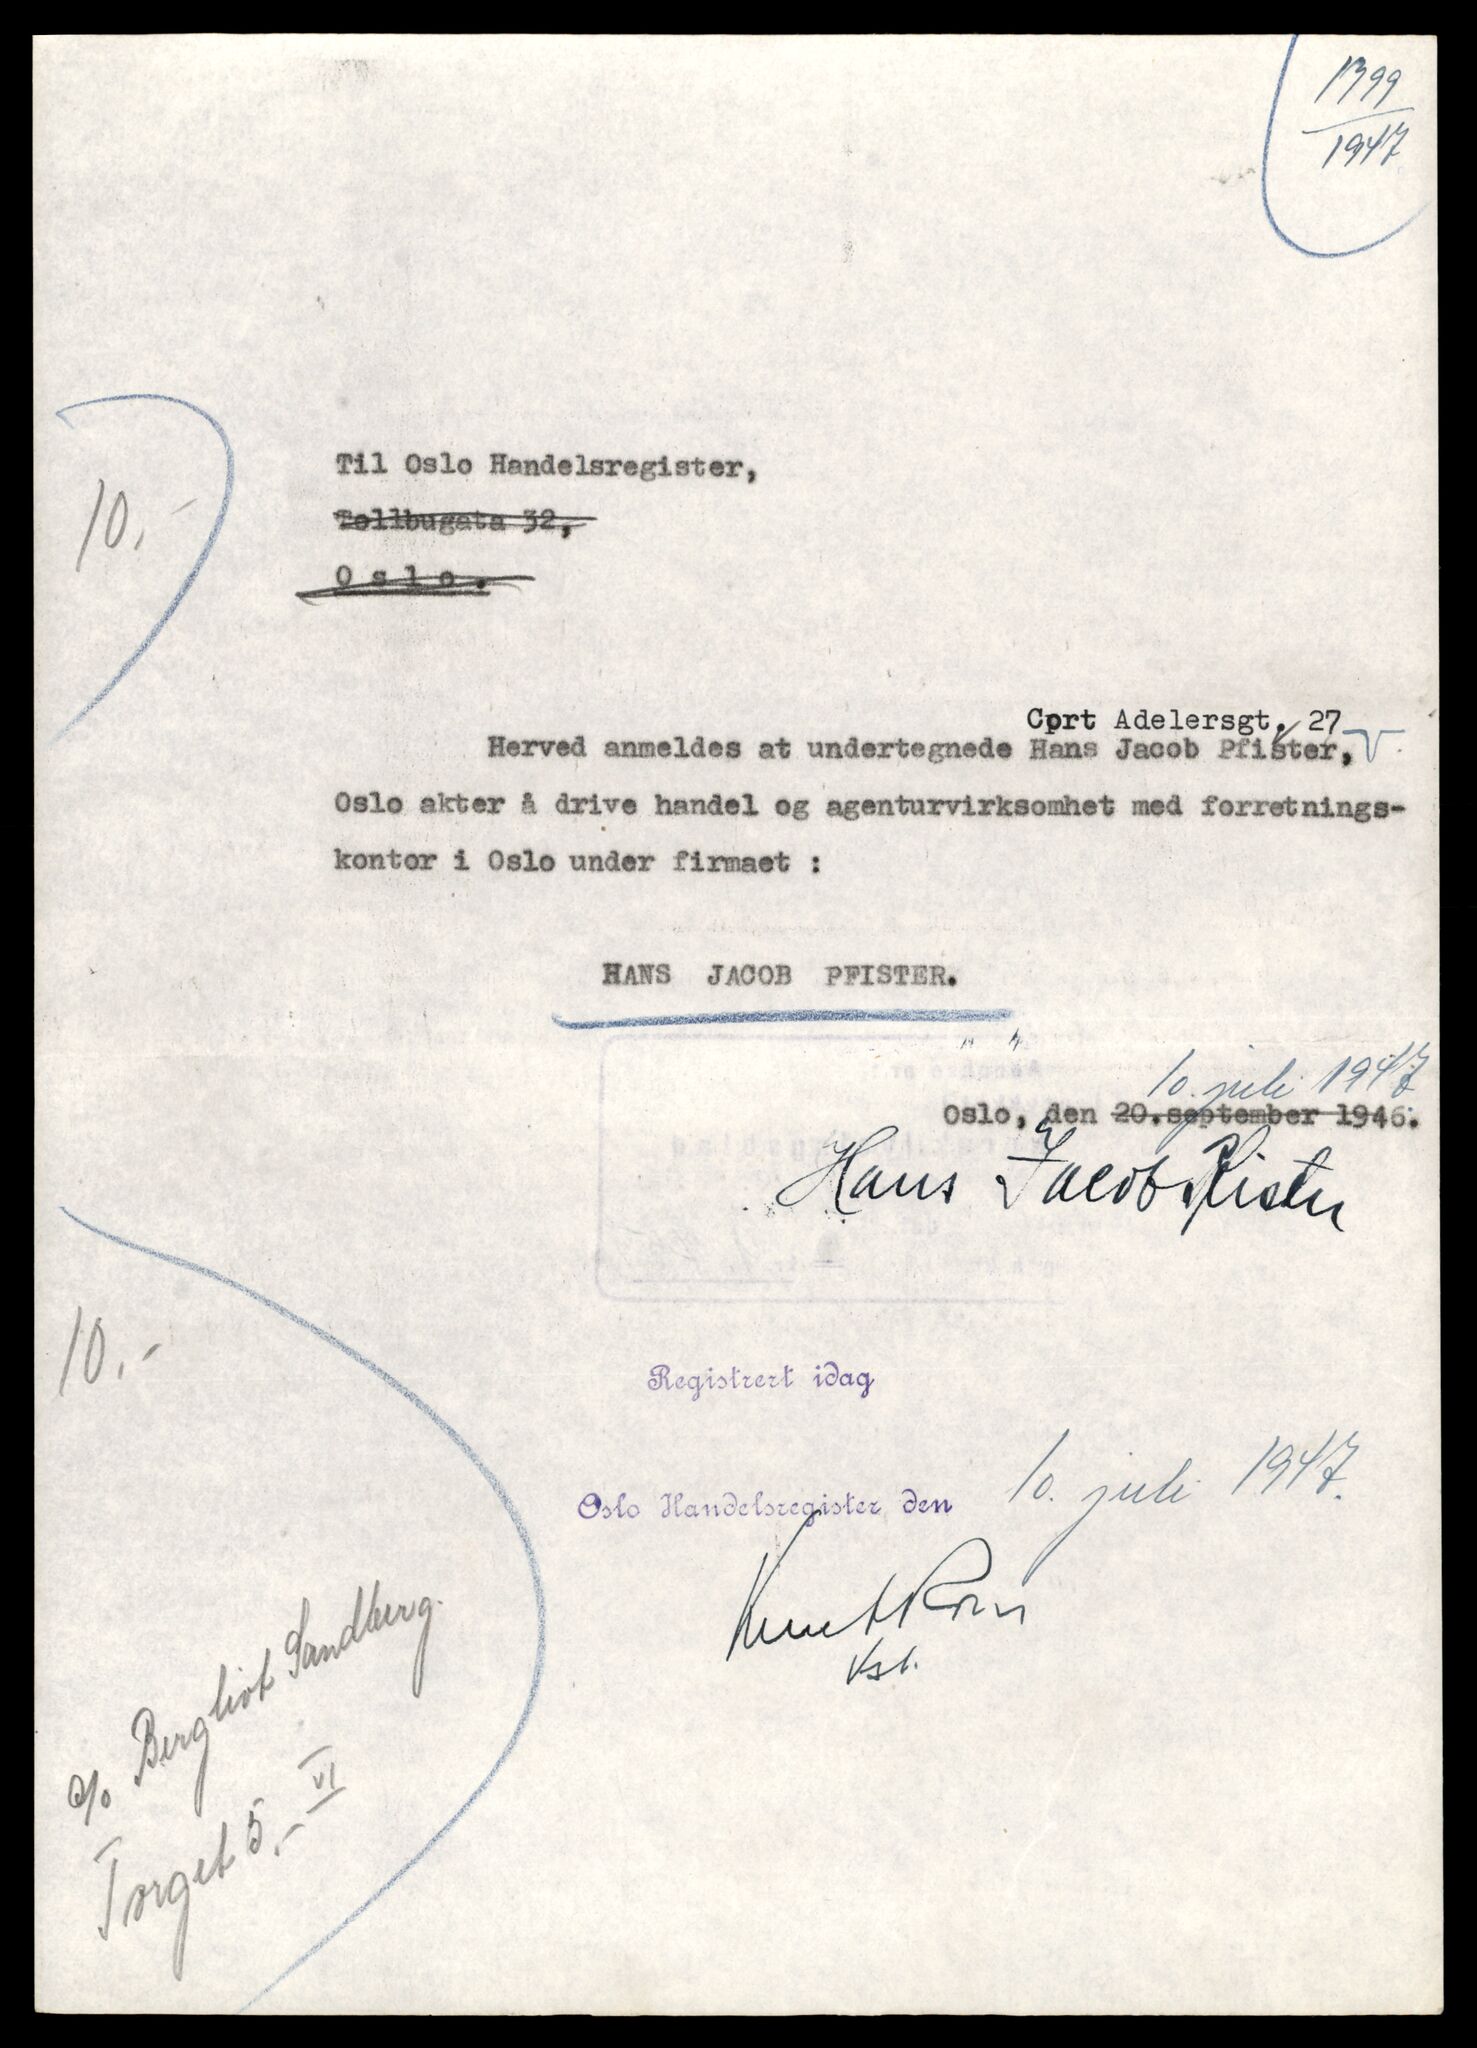 1399
1947
Til Oslo Handelsregister,
10,-
Tollbugata 32,
Oslo.
Cort Adelersgt. 27
Herved anmeldes at undertegnede Hans Jacob Pfister,
Oslo akter å drive handel og agenturvirksomhet med forretnings-
kontor i Oslo under firmaet :
HANS JACOB PFISTER.
10. juli 1947
Oslo, den 20.september 1946.
Hans Jacob Pfister
10.-
Registrert idag
Oslo Handelsregister den 10. juli 1947.
Knut
c/o Bergliot Sandberg.
Torget 5.- VI